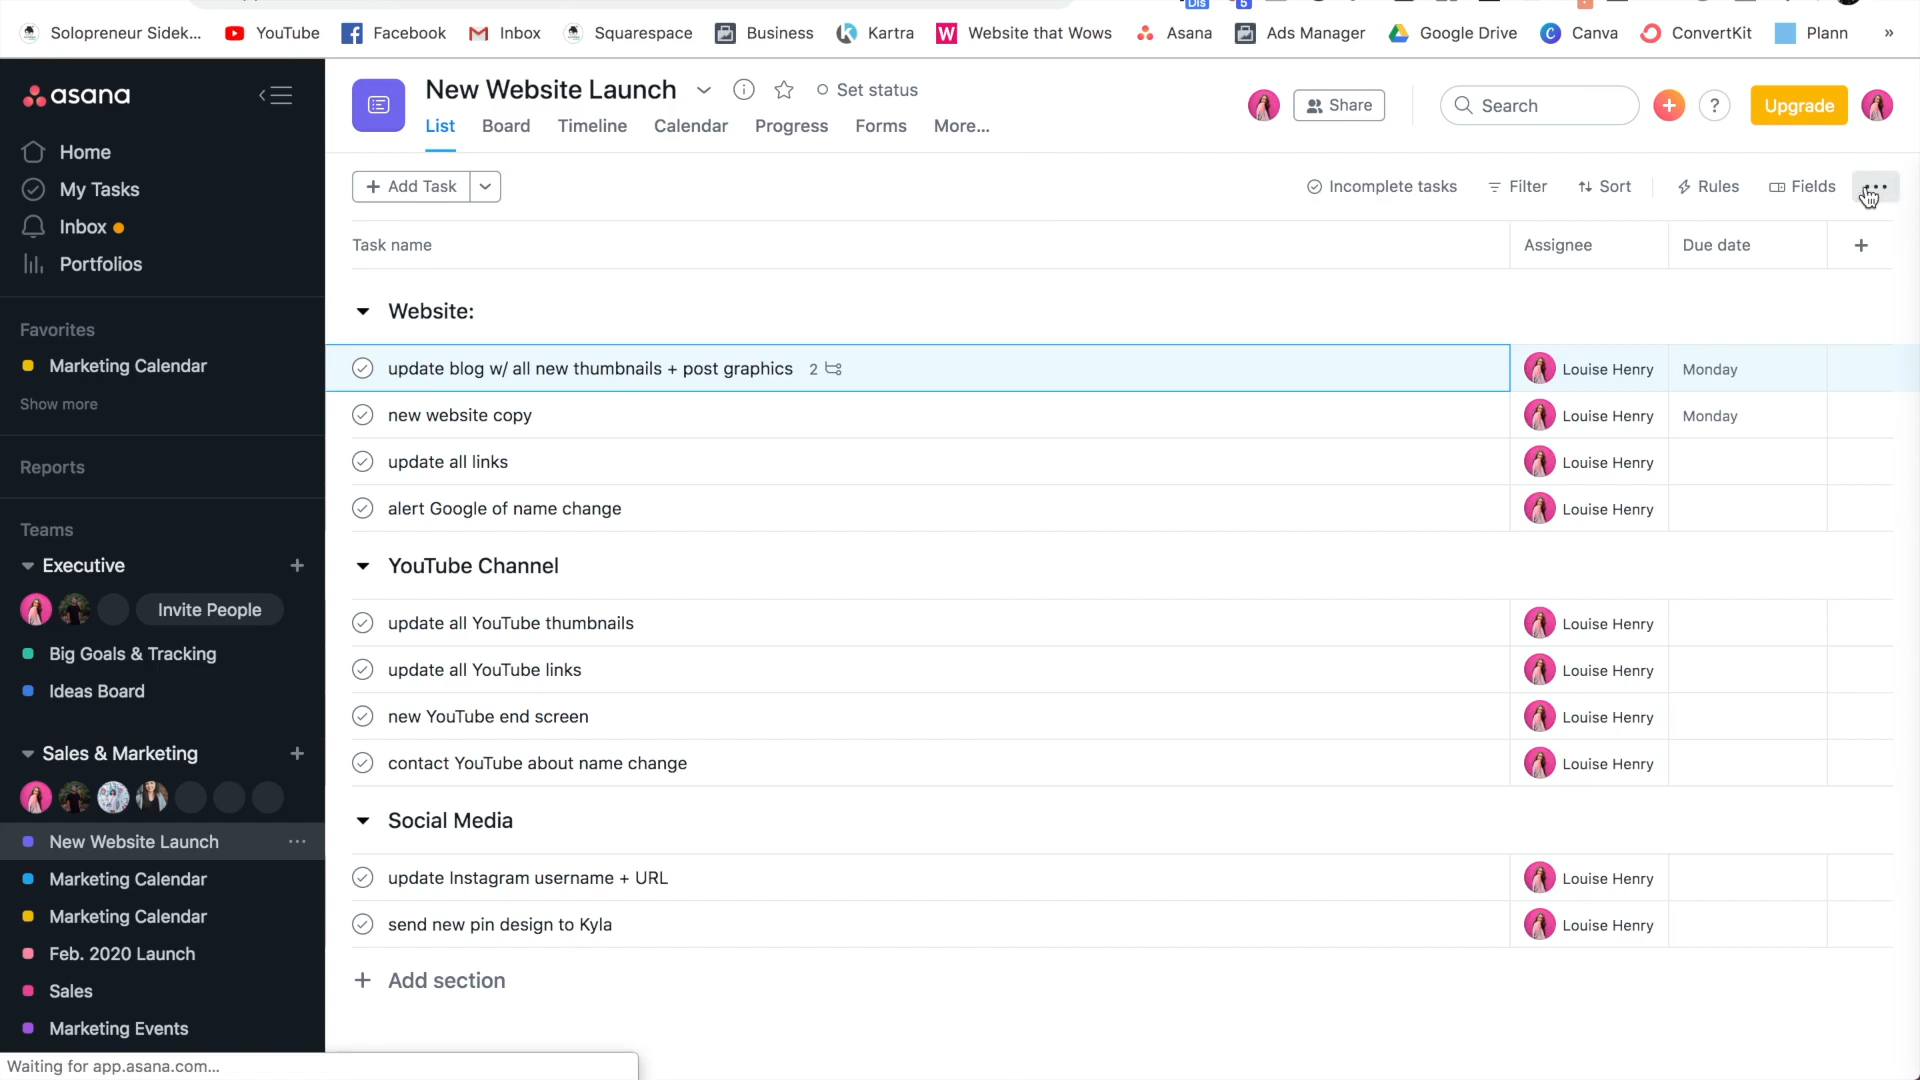 Dis
5
Solopreneur Sidek...
YouTube
Facebook
Inbox
Squarespace
Business
Kartra
W
Website that Wows
Asana
Ads Manager
Google Drive
C
Canva
ConvertKit
Plann
»
asana
Home
My Tasks
Inbox
Portfolios
Favorites
Marketing Calendar
Show more
Reports
Teams
Executive
Invite People
Big Goals & Tracking
Ideas Board
Sales & Marketing
New Website Launch
Marketing Calendar
Marketing Calendar
Feb. 2020 Launch
Sales
Marketing Events
Waiting for app.asana.com...
New Website Launch
Set status
Share
Search
+
?
Upgrade
List
Board
Timeline
Calendar
Progress
Forms
More...
+ Add Task
Incomplete tasks
Filter
Sort
Rules
Fields
Task name
Assignee
Due date
+
Website:
update blog w/ all new thumbnails + post graphics 2 Louise Henry Monday
new website copy Louise Henry Monday
update all links Louise Henry
alert Google of name change Louise Henry
YouTube Channel
update all YouTube thumbnails Louise Henry
update all YouTube links Louise Henry
new YouTube end screen Louise Henry
contact YouTube about name change Louise Henry
Social Media
update Instagram username + URL Louise Henry
send new pin design to Kyla Louise Henry
+ Add section